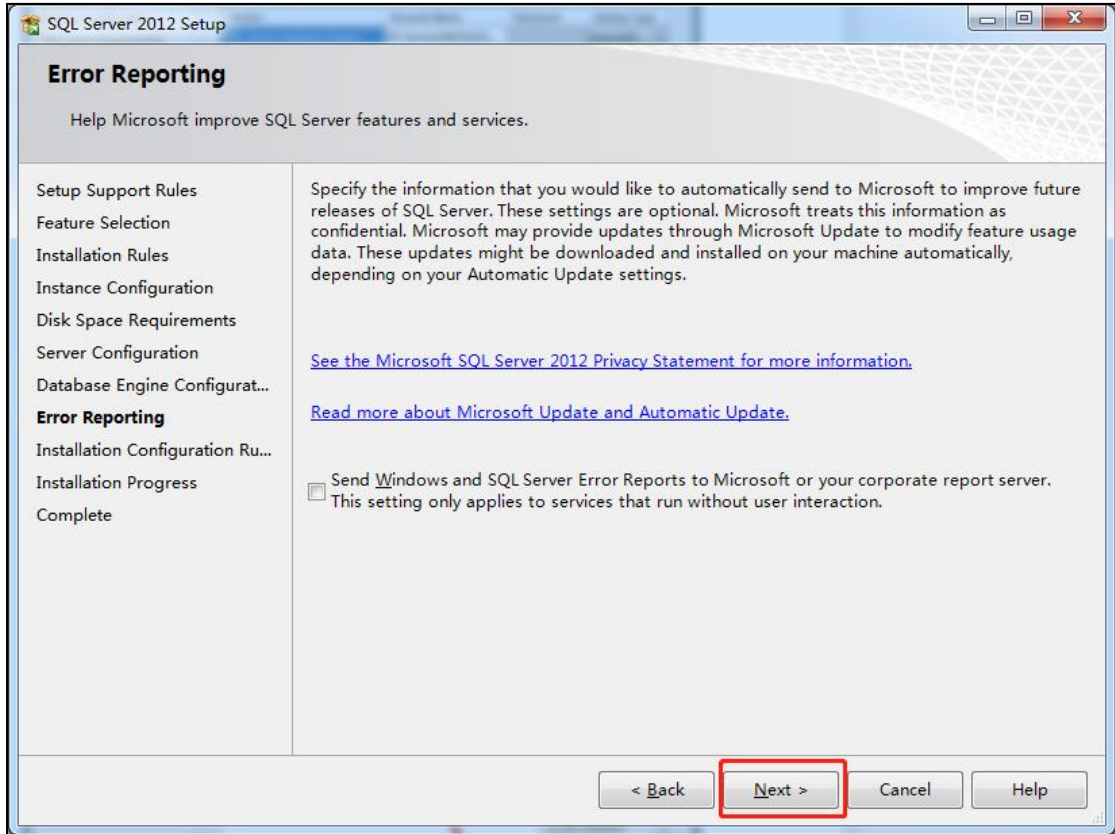 SQL Server 2012 Setup
Error Reporting
Help Microsoft improve SQL Server features and services.
Setup Support Rules
Feature Selection
Installation Rules
Instance Configuration
Disk Space Requirements
Server Configuration
Database Engine Configurat...
Error Reporting
Installation Configuration Ru...
Installation Progress
Complete
Specify the information that you would like to automatically send to Microsoft to improve future
releases of SQL Server. These settings are optional. Microsoft treats this information as
confidential. Microsoft may provide updates through Microsoft Update to modify feature usage
data. These updates might be downloaded and installed on your machine automatically,
depending on your Automatic Update settings.
See the Microsoft SQL Server 2012 Privacy Statement for more information.
Read more about Microsoft Update and Automatic Update.
Send Windows and SQL Server Error Reports to Microsoft or your corporate report server.
This setting only applies to services that run without user interaction.
< Back
Next >
Cancel
Help